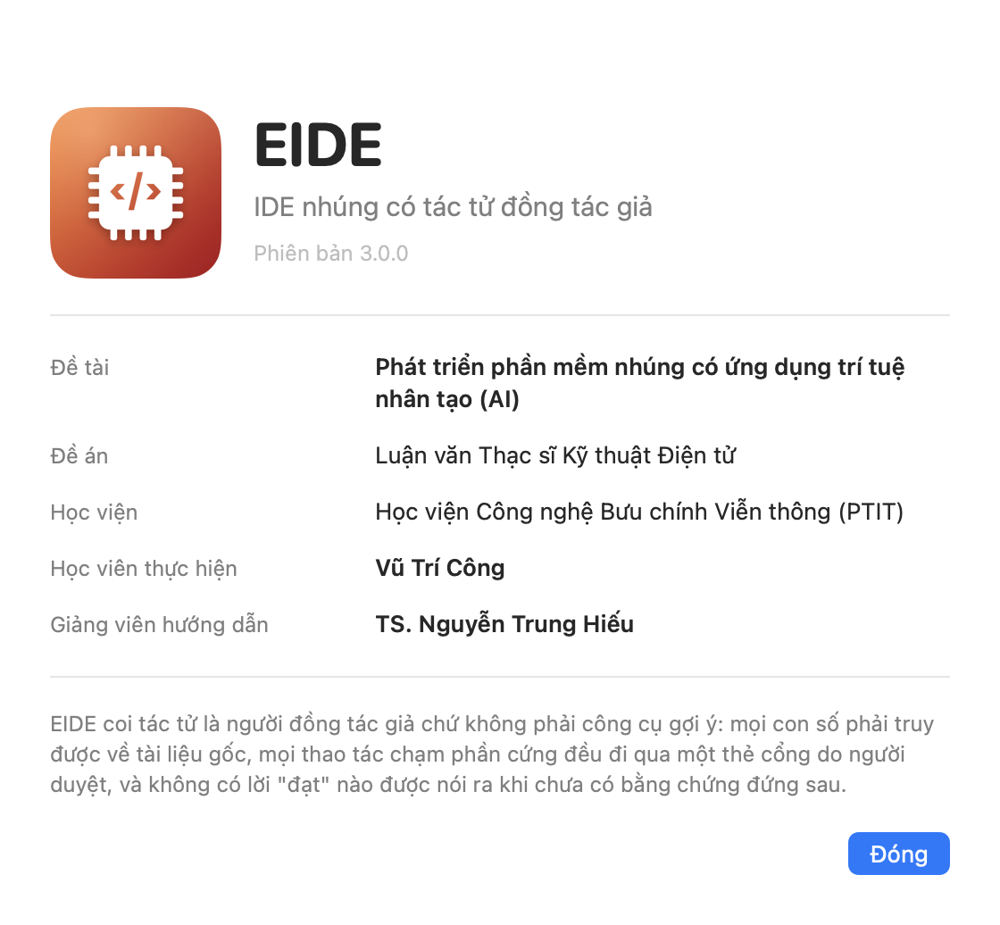 </>
EIDE
IDE nhúng có tác tử đồng tác giả
Phiên bản 3.0.0
Đề tài
Phát triển phần mềm nhúng có ứng dụng trí tuệ
nhân tạo (AI)
Đề án
Luận văn Thạc sĩ Kỹ thuật Điện tử
Học viện
Học viện Công nghệ Bưu chính Viễn thông (PTIT)
Học viên thực hiện
Vũ Trí Công
Giảng viên hướng dẫn
TS. Nguyễn Trung Hiếu
EIDE coi tác tử là người đồng tác giả chứ không phải công cụ gợi ý: mọi con số phải truy
được về tài liệu gốc, mọi thao tác chạm phần cứng đều đi qua một thẻ cổng do người
duyệt, và không có lời "đạt" nào được nói ra khi chưa có bằng chứng đứng sau.
Đóng